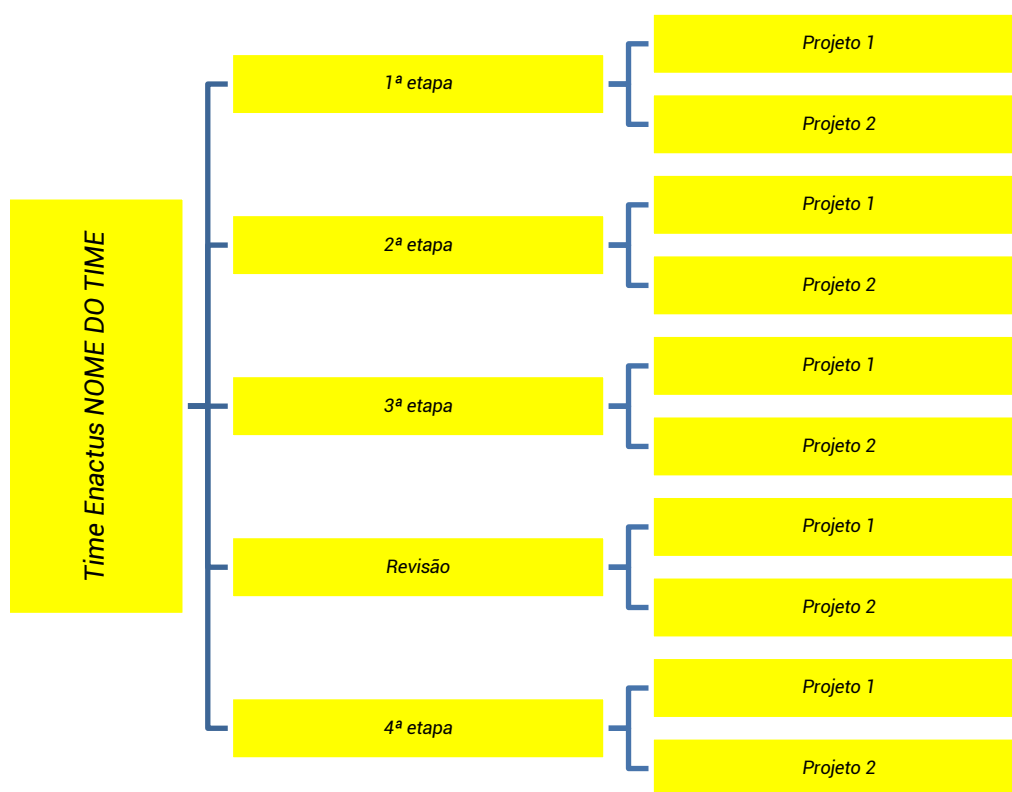 Time Enactus NOME DO TIME
1ª etapa
Projeto 1
Projeto 2
2ª etapa
Projeto 1
Projeto 2
3ª etapa
Projeto 1
Projeto 2
Revisão
Projeto 1
Projeto 2
4ª etapa
Projeto 1
Projeto 2